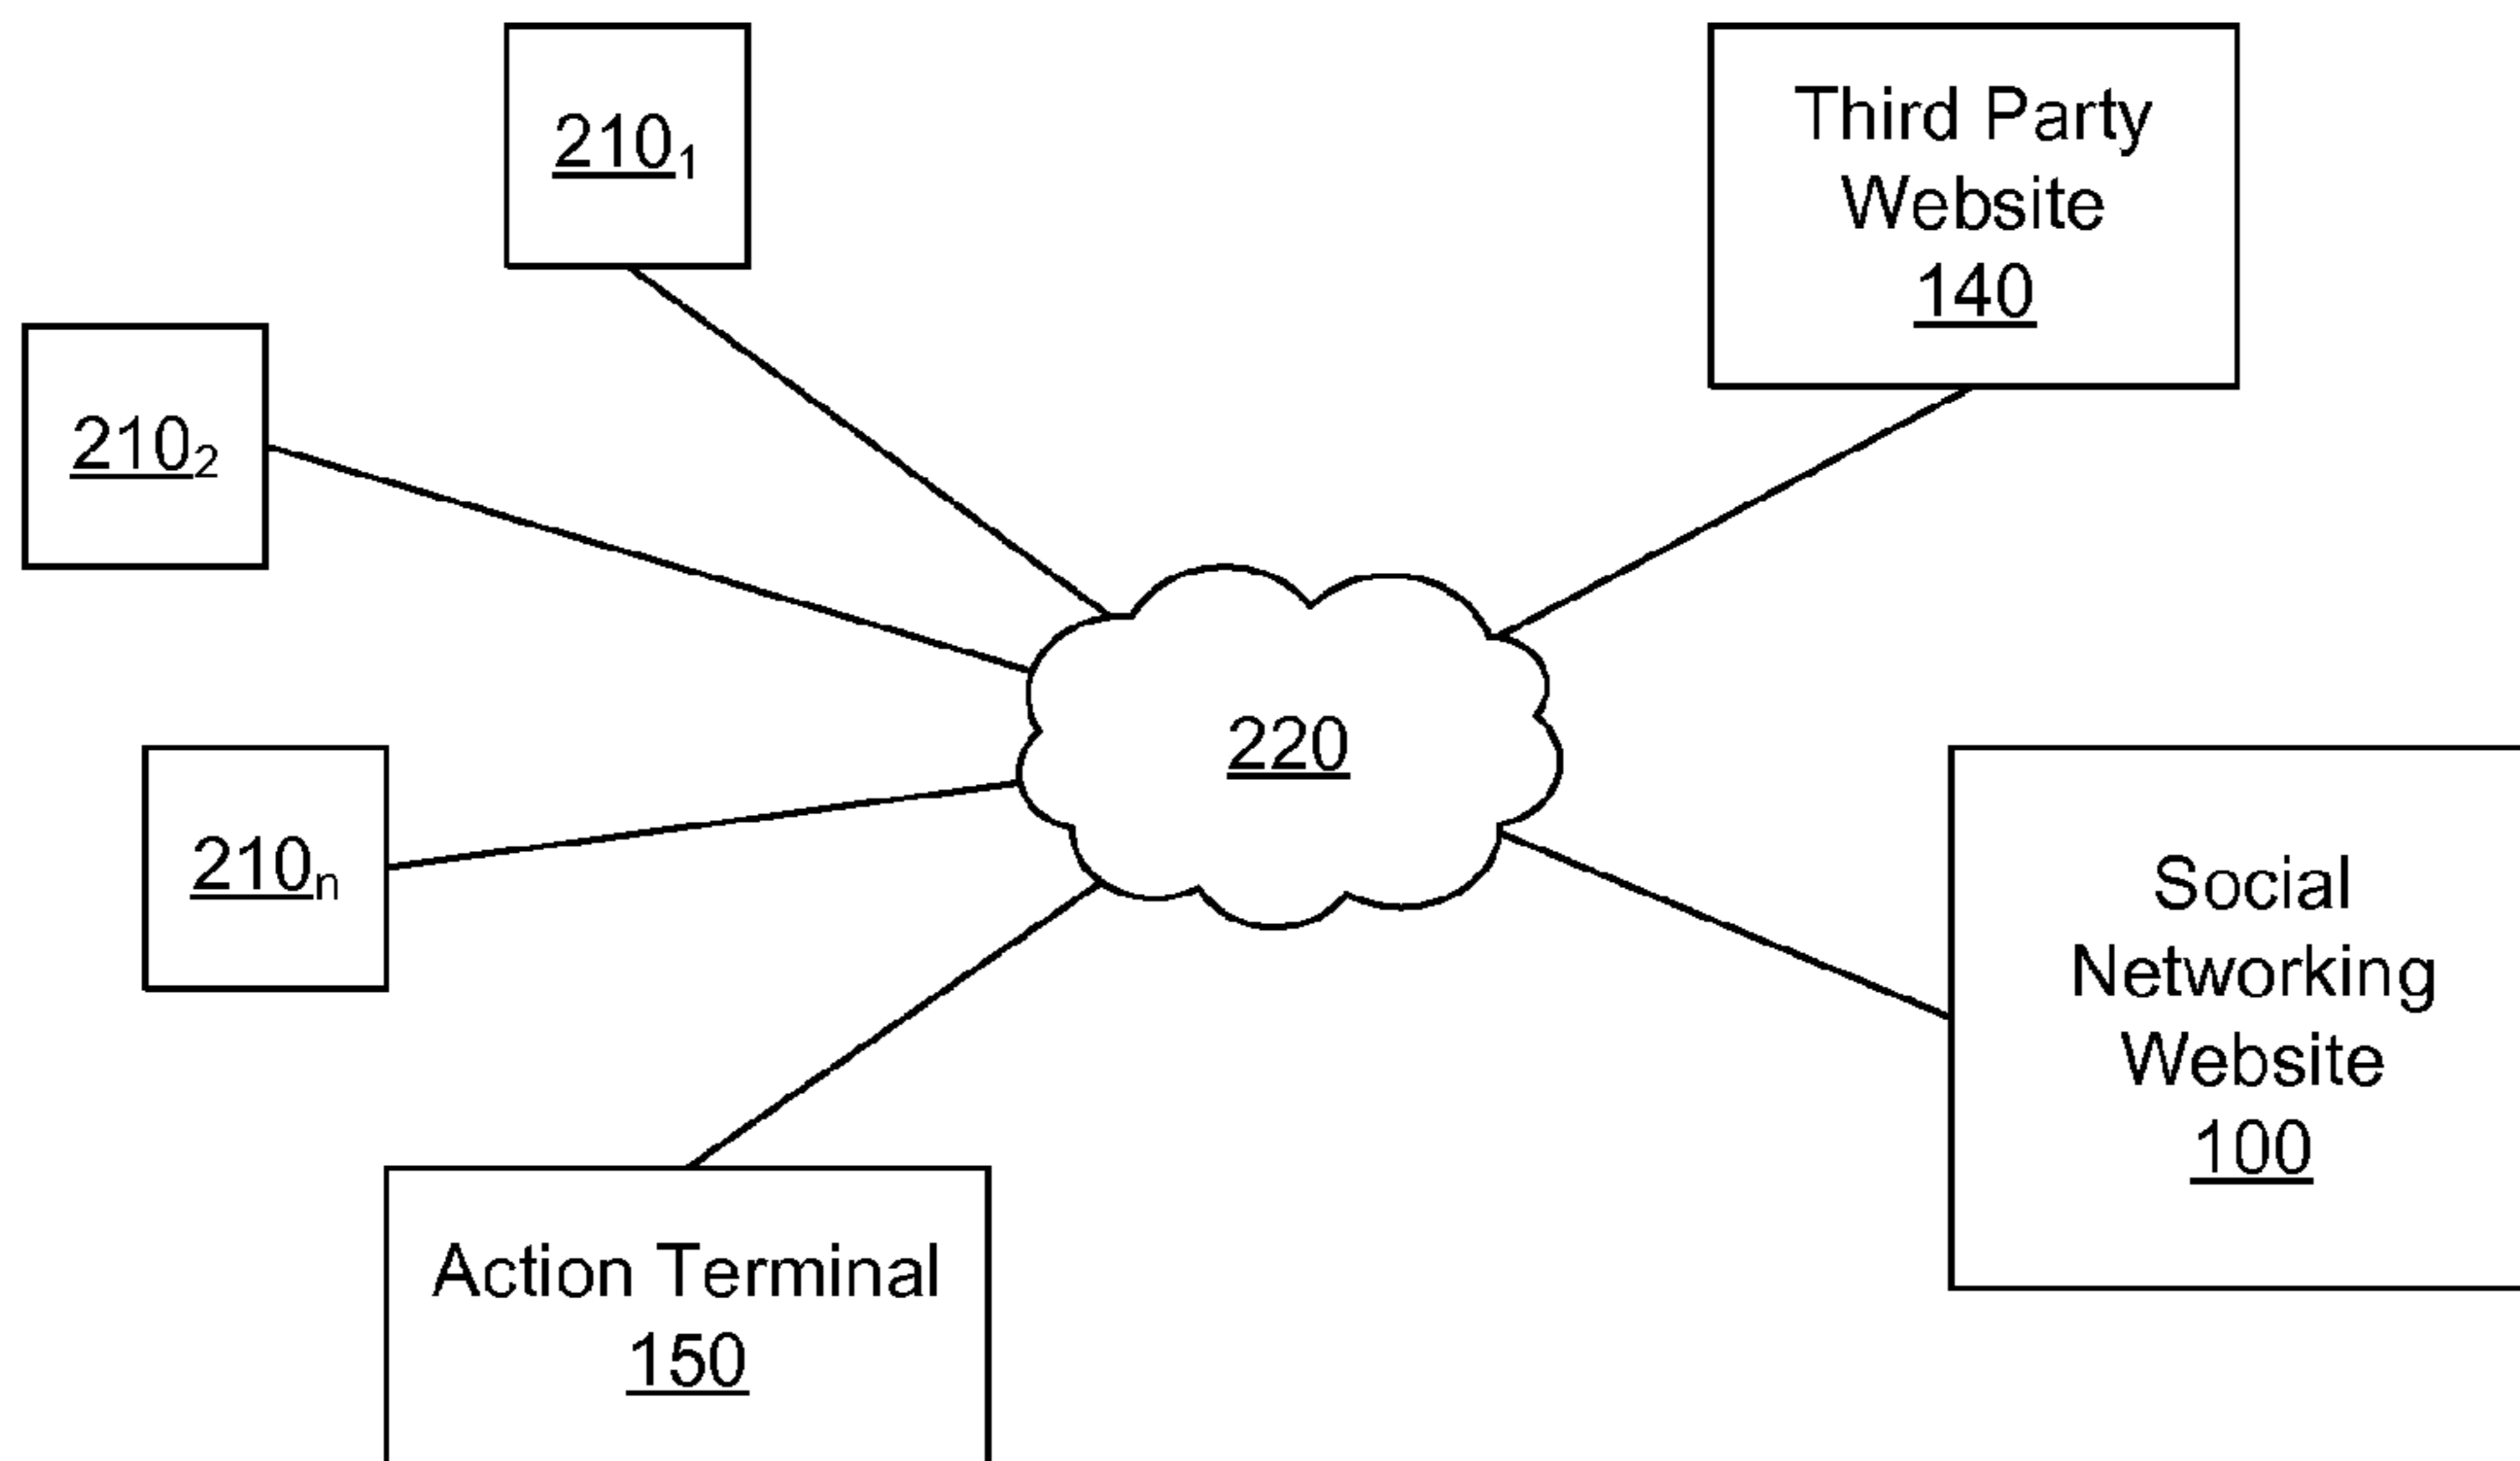 210₁
Third Party
Website
140
210₂
220
210ₙ
Social
Networking
Website
100
Action Terminal
150